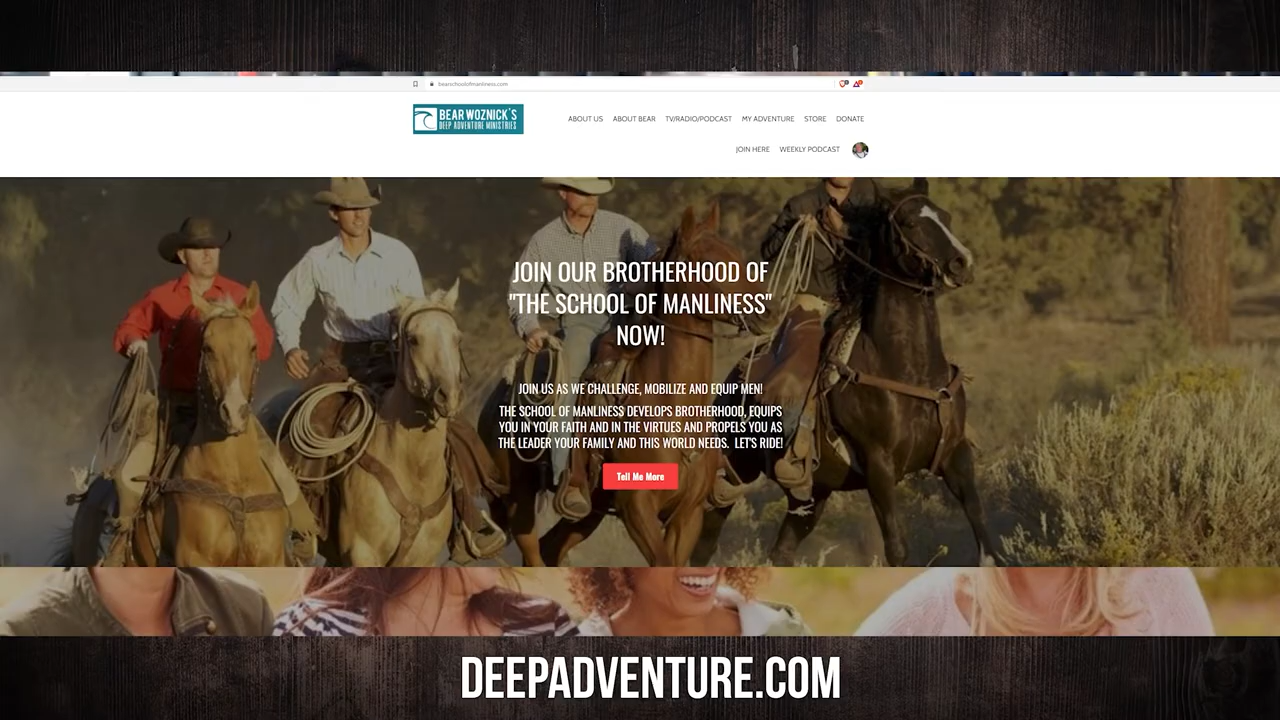 bearschoolofmanliness.com
BEAR WOZNICK'S
DEEP ADVENTURE MINISTRIES
ABOUT US ABOUT BEAR TV/RADIO/PODCAST MY ADVENTURE STORE DONATE
JOIN HERE WEEKLY PODCAST
JOIN OUR BROTHERHOOD OF
"THE SCHOOL OF MANLINESS"
NOW!
JOIN US AS WE CHALLENGE, MOBILIZE AND EQUIP MEN!
THE SCHOOL OF MANLINESS DEVELOPS BROTHERHOOD, EQUIPS
YOU IN YOUR FAITH AND IN THE VIRTUES AND PROPELS YOU AS
THE LEADER YOUR FAMILY AND THIS WORLD NEEDS. LET'S RIDE!
Tell Me More
DEEPADVENTURE.COM